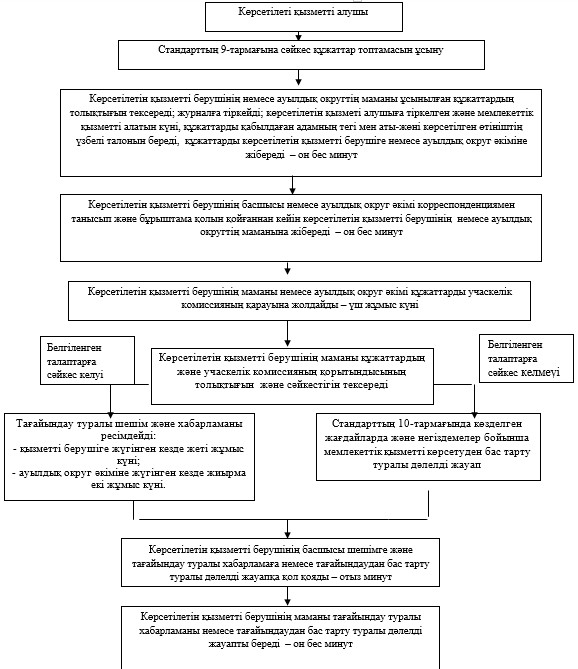 Көрсетілеті қызметті алушы
Стандарттың 9-тармағына сәйкес құжаттар топтамасын ұсыну
Көрсетілетін қызметті берушінің немесе ауылдық округтің маманы ұсынылған құжаттардың
толықтығын тексереді; журналға тіркейді; көрсетілетін қызметі алушыға тіркелген және мемлекеттік
қызметті алатын күні, құжаттарды қабылдаған адамның тегі мен аты-жөні көрсетілген өтініштің
үзбелі талонын береді,  құжаттарды көрсетілетін қызметті берушіге немесе ауылдық округ әкіміне
жібереді  – он бес минут
Көрсетілетін қызметті берушінің басшысы немесе ауылдық округ әкімі корреспонденциямен
танысып және бұрыштама қолын қойғаннан кейін көрсетілетін қызметті берушінің  немесе ауылдық
округтің маманына жібереді  – он бес минут
Көрсетілетін қызметті берушінің маманы немесе ауылдық округ әкімі құжаттарды учаскелік
комиссияның қарауына жолдайды – үш жұмыс күні
Белгіленген
талаптарға
сәйкес келуі
Көрсетілетін қызметті берушінің маманы құжаттардың
және учаскелік комиссияның қорытындысының
толықтығын  және сәйкестігін тексереді
Белгіленген
талаптарға
сәйкес келмеуі
Тағайындау туралы шешім және хабарламаны
ресімдейді:
- қызметті берушіге жүгінген кезде жеті жұмыс
күні;
- ауылдық округ әкіміне жүгінген кезде жиырма
екі жұмыс күні.
Стандарттың 10-тармағында көзделген
жағдайларда және негіздемелер бойынша
мемлекеттік қызметті көрсетуден бас тарту
туралы дәлелді жауап
Көрсетілетін қызметті берушінің басшысы шешімге және
тағайындау туралы хабарламаға немесе тағайындаудан бас тарту
туралы дәлелді жауапқа қол қояды – отыз минут
Көрсетілетін қызметті берушінің маманы тағайындау туралы
хабарламаны немесе тағайындаудан бас тарту туралы дәлелді
жауапты береді  – он бес минут